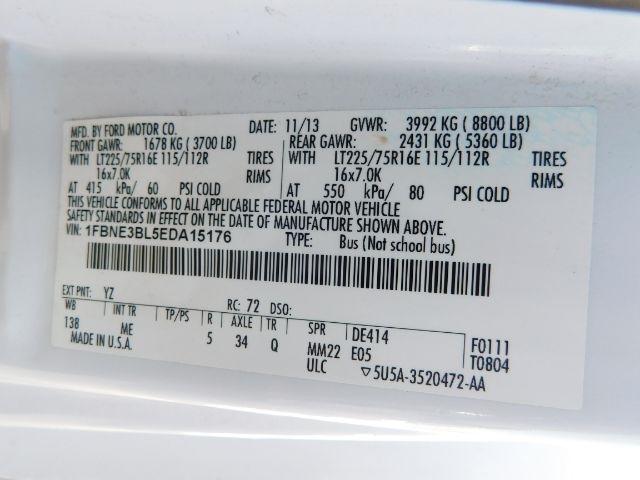 MFD. BY FORD MOTOR CO. DATE: 11/13 GVWR: 3992 KG ( 8800 LB)
FRONT GAWR: 1678 KG ( 3700 LB) REAR GAWR: 2431 KG ( 5360 LB)
WITH LT225/75R16E 115/112R TIRES WITH LT225/75R16E 115/112R TIRES
16x7.0K RIMS 16x7.0K RIMS
AT 415 kPa/ 60 PSI COLD AT 550 kPa/ 80 PSI COLD
THIS VEHICLE CONFORMS TO ALL APPLICABLE FEDERAL MOTOR VEHICLE
SAFETY STANDARDS IN EFFECT ON THE DATE OF MANUFACTURE SHOWN ABOVE.
VIN: 1FBNE3BL5EDA15176 TYPE: Bus (Not school bus)
EXT PNT: YZ RC: 72 DSO:
WB INT TR TP/PS R AXLE TR SPR DE414 F0111
138 ME 5 34 Q MM22 E05 T0804
MADE IN U.S.A. ULC ▽5U5A-3520472-AA